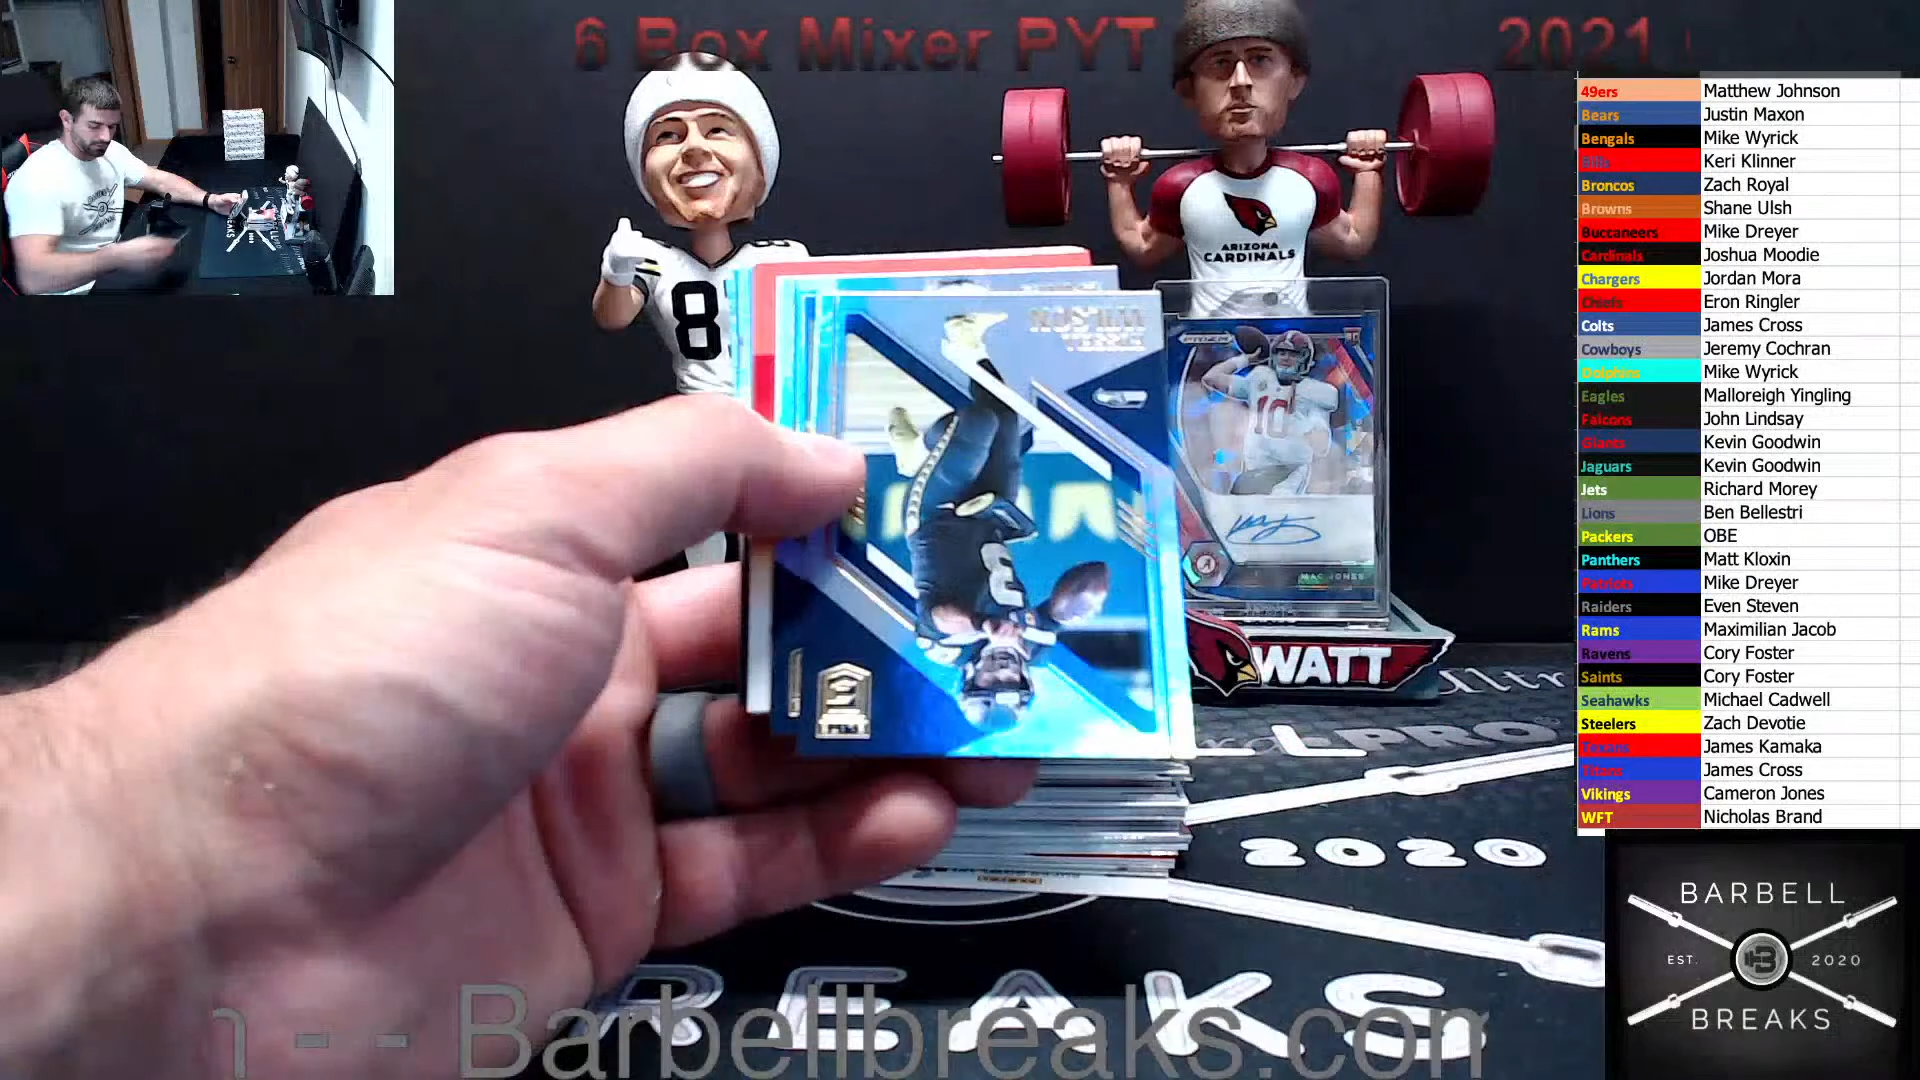 6 Box Mixer PYT
2021
49ers Matthew Johnson
Bears Justin Maxon
Bengals Mike Wyrick
Bills Keri Klinner
Broncos Zach Royal
Browns Shane Ulsh
Buccaneers Mike Dreyer
Cardinals Joshua Moodie
Chargers Jordan Mora
Chiefs Eron Ringler
Colts James Cross
Cowboys Jeremy Cochran
Dolphins Mike Wyrick
Eagles Malloreigh Yingling
Falcons John Lindsay
Giants Kevin Goodwin
Jaguars Kevin Goodwin
Jets Richard Morey
Lions Ben Bellestri
Packers OBE
Panthers Matt Kloxin
Patriots Mike Dreyer
Raiders Even Steven
Rams Maximilian Jacob
Ravens Cory Foster
Saints Cory Foster
Seahawks Michael Cadwell
Steelers Zach Devotie
Texans James Kamaka
Titans James Cross
Vikings Cameron Jones
WFT Nicholas Brand
ARIZONA
CARDINALS
8
WILSON
3
PRIZM
10
MAC JONES
WATT
Ultra
PRO
2020
BREAKS
BARBELL
EST. B 2020
BREAKS
-- Barbellbreaks.com